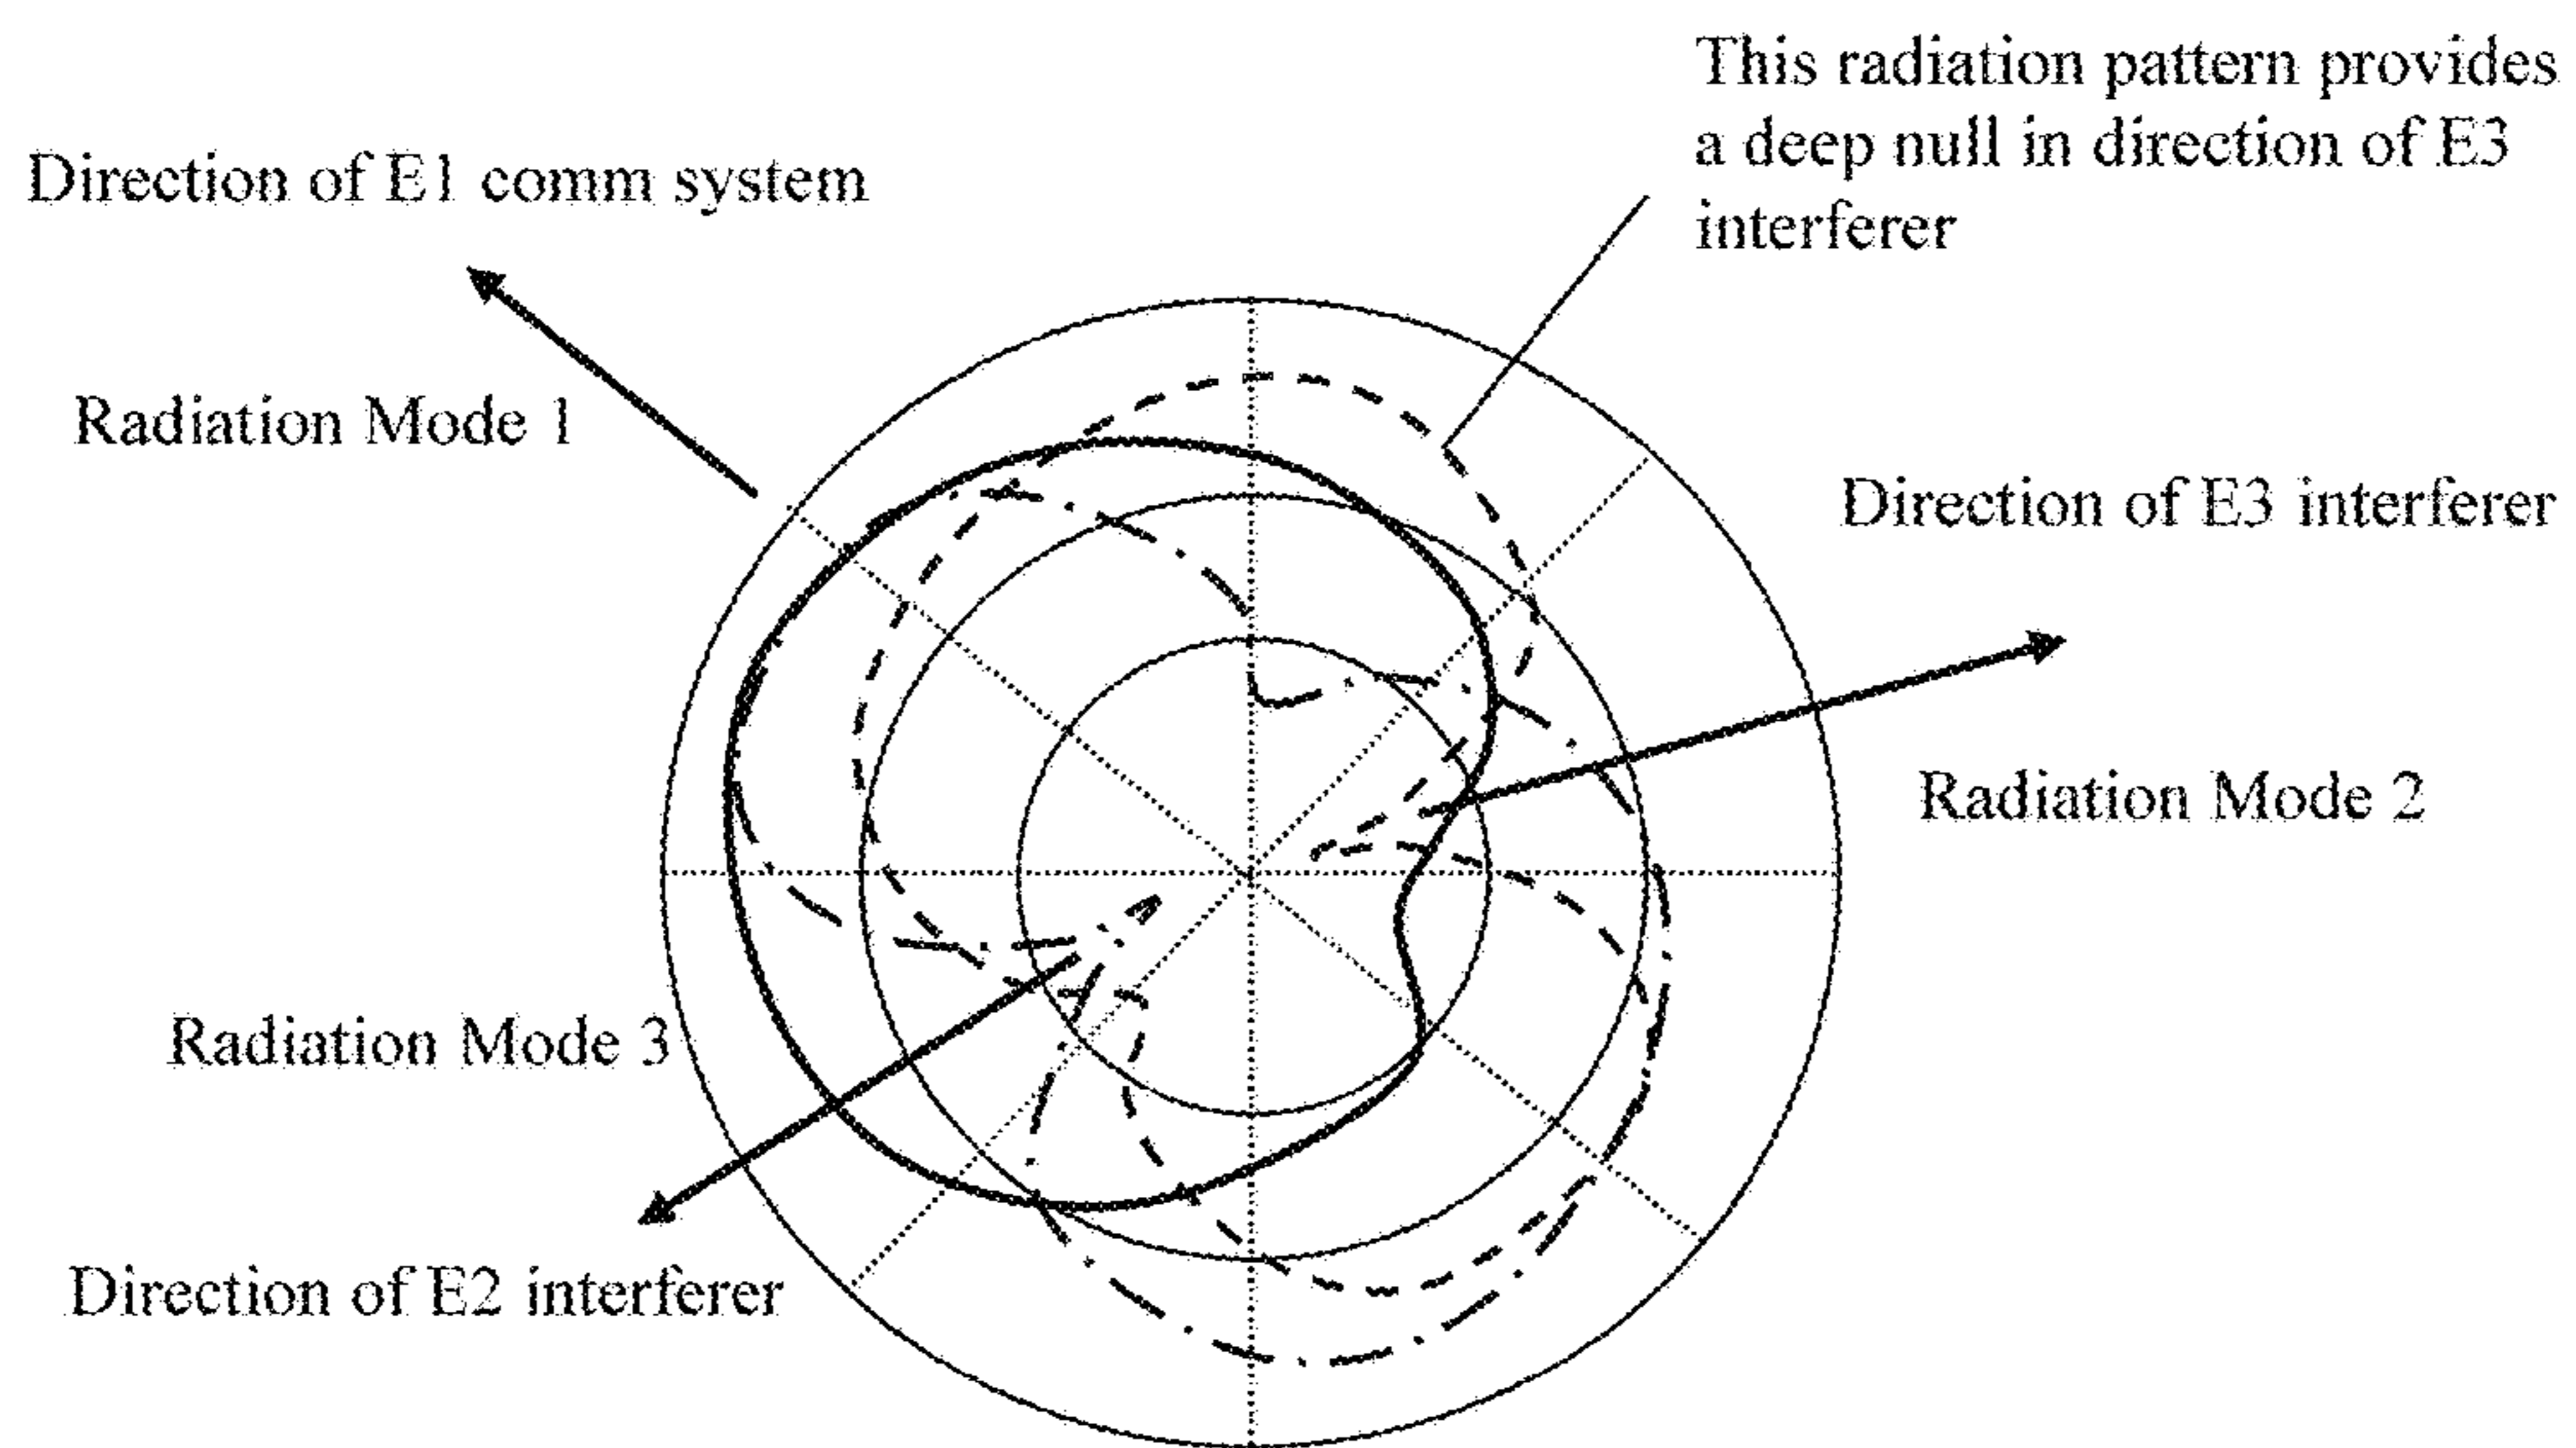 This radiation pattern provides
a deep null in direction of E3
interferer
Direction of E1 comm system
Radiation Mode 1
Direction of E3 interferer
Radiation Mode 2
Radiation Mode 3
Direction of E2 interferer